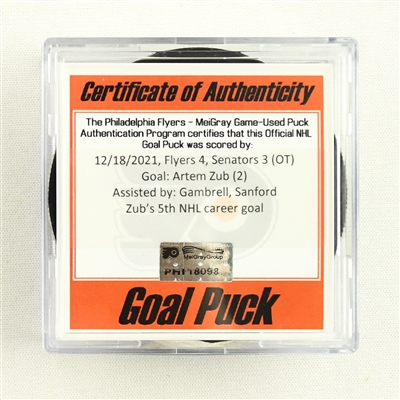 Certificate of Authenticity
The Philadelphia Flyers - MeiGray Game-Used Puck
Authentication Program certifies that this Official NHL
Goal Puck was scored by:
12/18/2021, Flyers 4, Senators 3 (OT)
Goal: Artem Zub (2)
Assisted by: Gambrell, Sanford
Zub's 5th NHL career goal
MeiGrayGroup
PHI18098
Goal Puck